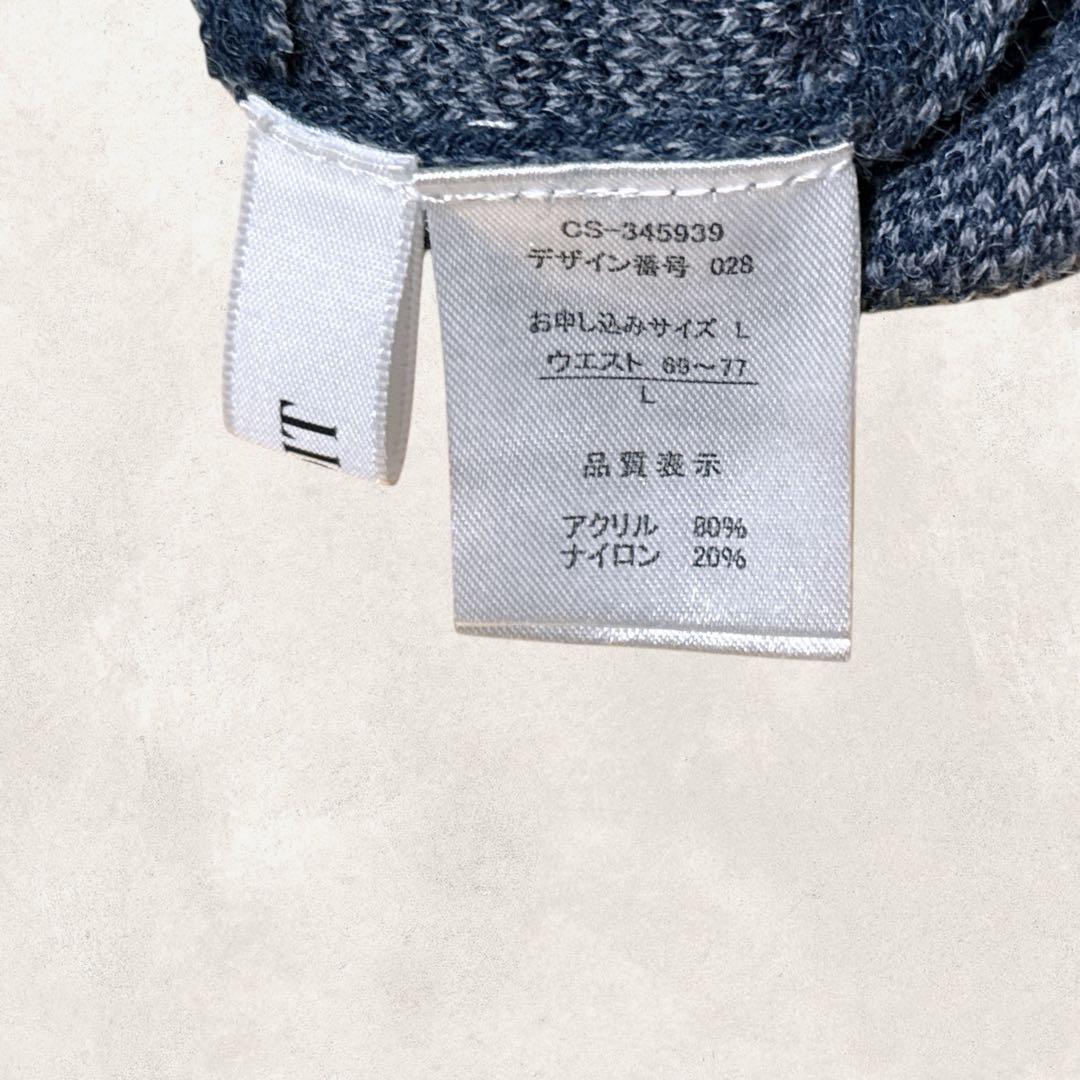 CS-345939
デザイン番号 028
お申し込みサイズ L
ウエスト 69〜77
L
品質表示
アクリル 80%
ナイロン 20%
IT